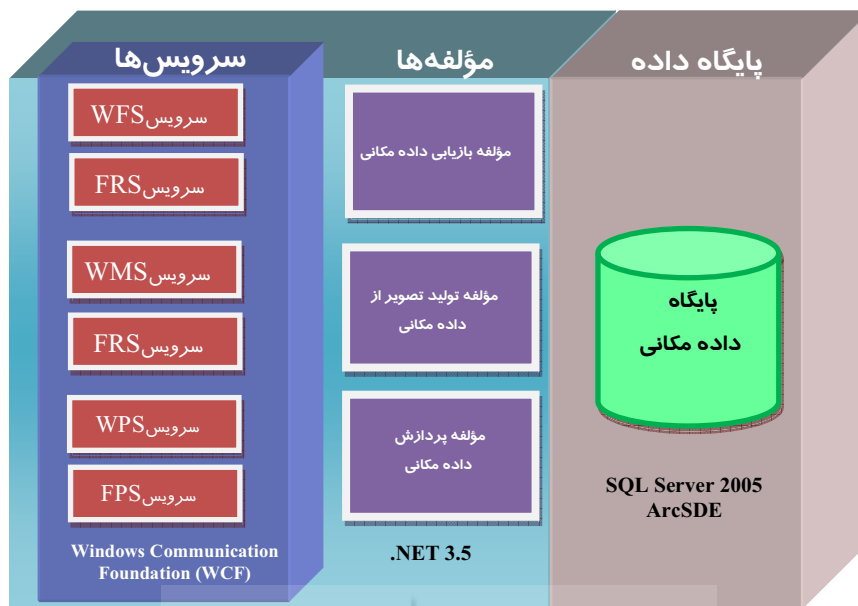 سرویس‌ها
مؤلفه‌ها
پایگاه داده
سرویسWFS
سرویسFRS
سرویسWMS
سرویسFRS
سرویسWPS
سرویسFPS
Windows Communication
Foundation (WCF)
مؤلفه بازیابی داده مکانی
مؤلفه تولید تصویر از
داده مکانی
مؤلفه پردازش
داده مکانی
.NET 3.5
پایگاه
داده مکانی
SQL Server 2005
ArcSDE